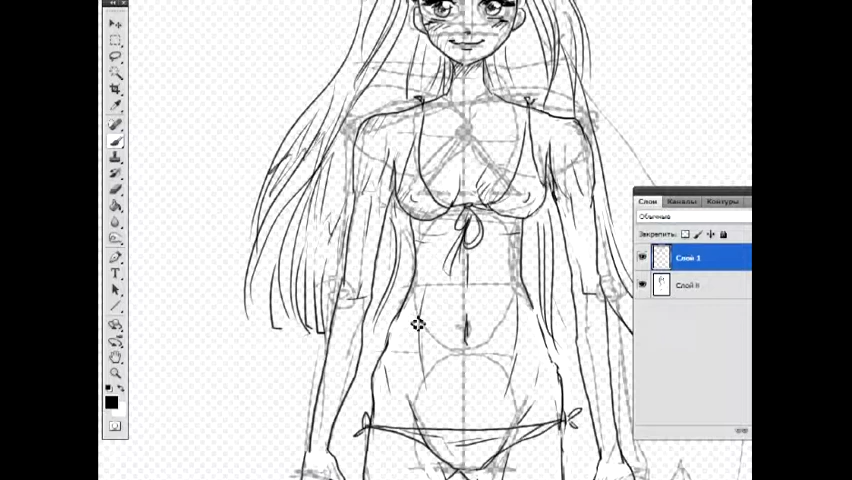 Слои Каналы Контуры
Обычные
Закрепить:
Слой 1
Слой 0